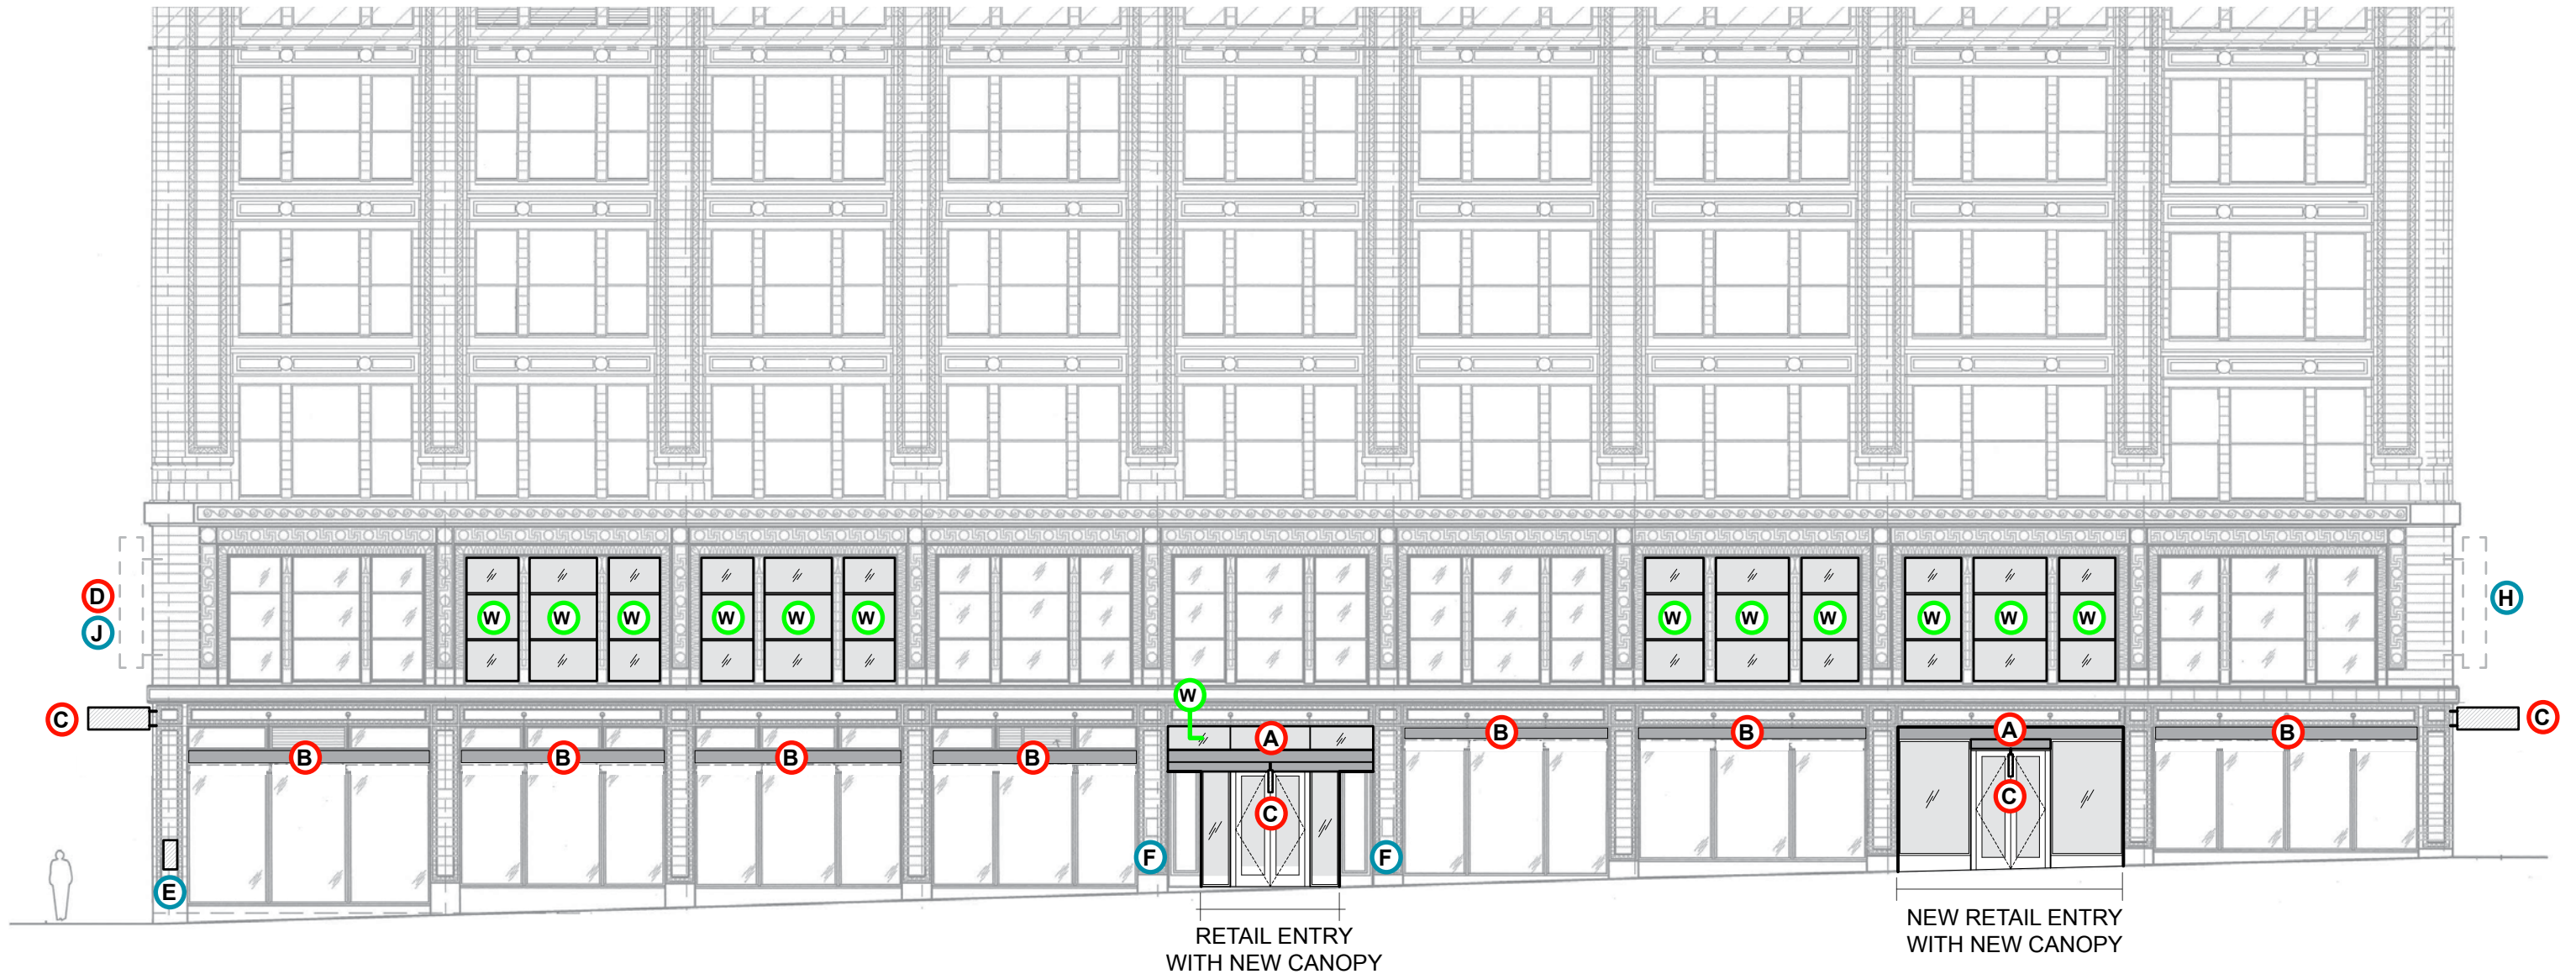 D
J
H
W W W W W W W W W W W W
W
C
C
B B B B A B B A B
C
C
F F
E
RETAIL ENTRY
WITH NEW CANOPY
NEW RETAIL ENTRY
WITH NEW CANOPY